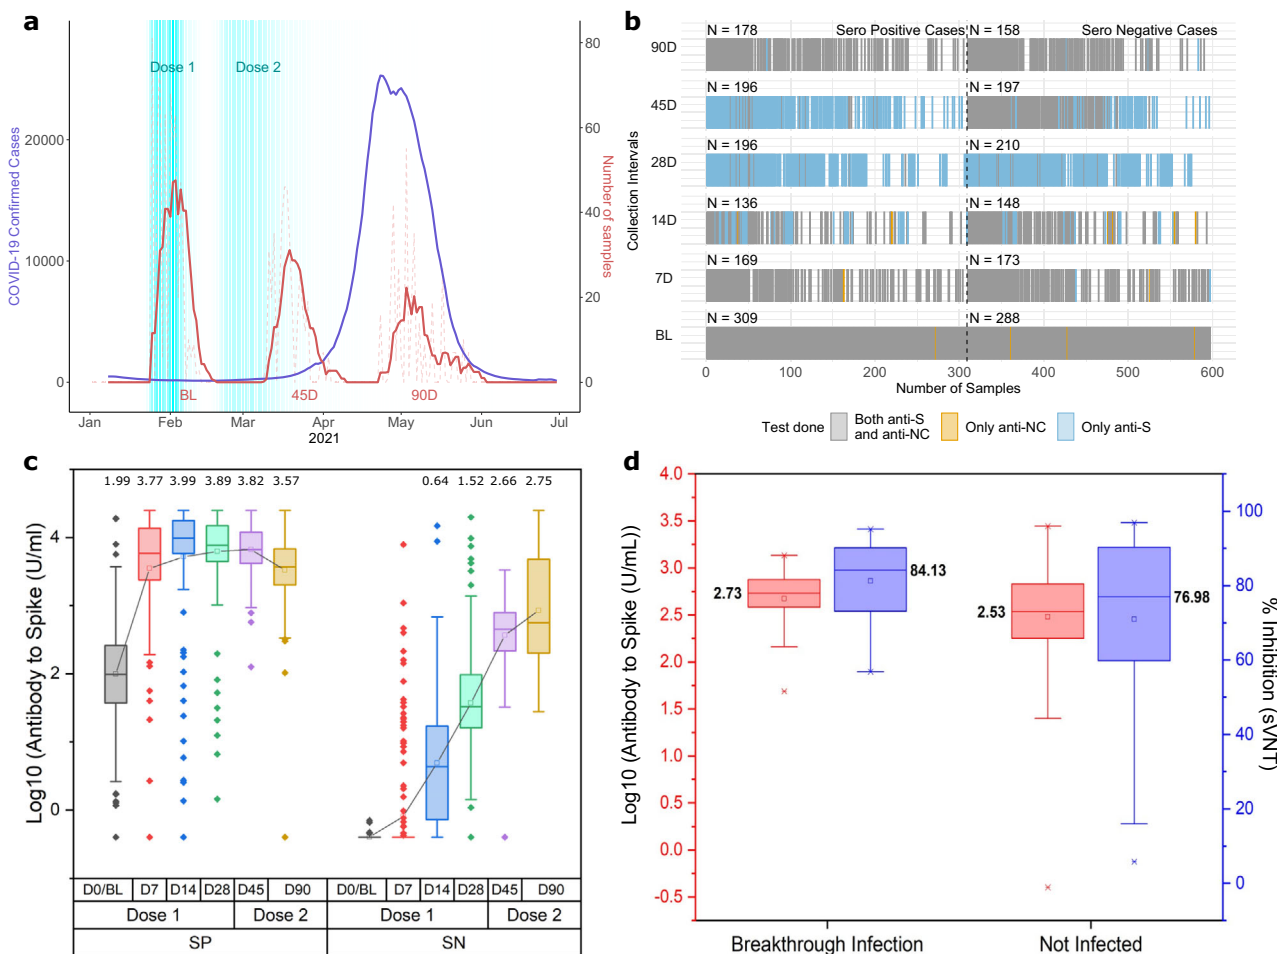 a
Dose 1
Dose 2
COVID-19 Confirmed Cases
20000
10000
0
80
60
40
20
0
Number of samples
BL
45D
90D
Jan
Feb
Mar
Apr
May
Jun
Jul
2021
b
Collection Intervals
N = 178
Sero Positive Cases
N = 158
Sero Negative Cases
90D
N = 196
N = 197
45D
N = 196
N = 210
28D
N = 136
N = 148
14D
N = 169
N = 173
7D
N = 309
N = 288
BL
0
100
200
300
400
500
600
Number of Samples
Test done
Both anti-S
and anti-NC
Only anti-NC
Only anti-S
c
1.99
3.77
3.99
3.89
3.82
3.57
0.64
1.52
2.66
2.75
Log10 (Antibody to Spike (U/ml)
4
2
0
D0/BL
D7
D14
D28
D45
D90
D0/BL
D7
D14
D28
D45
D90
Dose 1
Dose 2
Dose 1
Dose 2
SP
SN
d
Log10 (Antibody to Spike (U/mL)
4.0
3.5
3.0
2.5
2.0
1.5
1.0
0.5
0.0
-0.5
2.73
84.13
2.53
76.98
100
80
60
40
20
0
% Inhibition (sVNT)
Breakthrough Infection
Not Infected